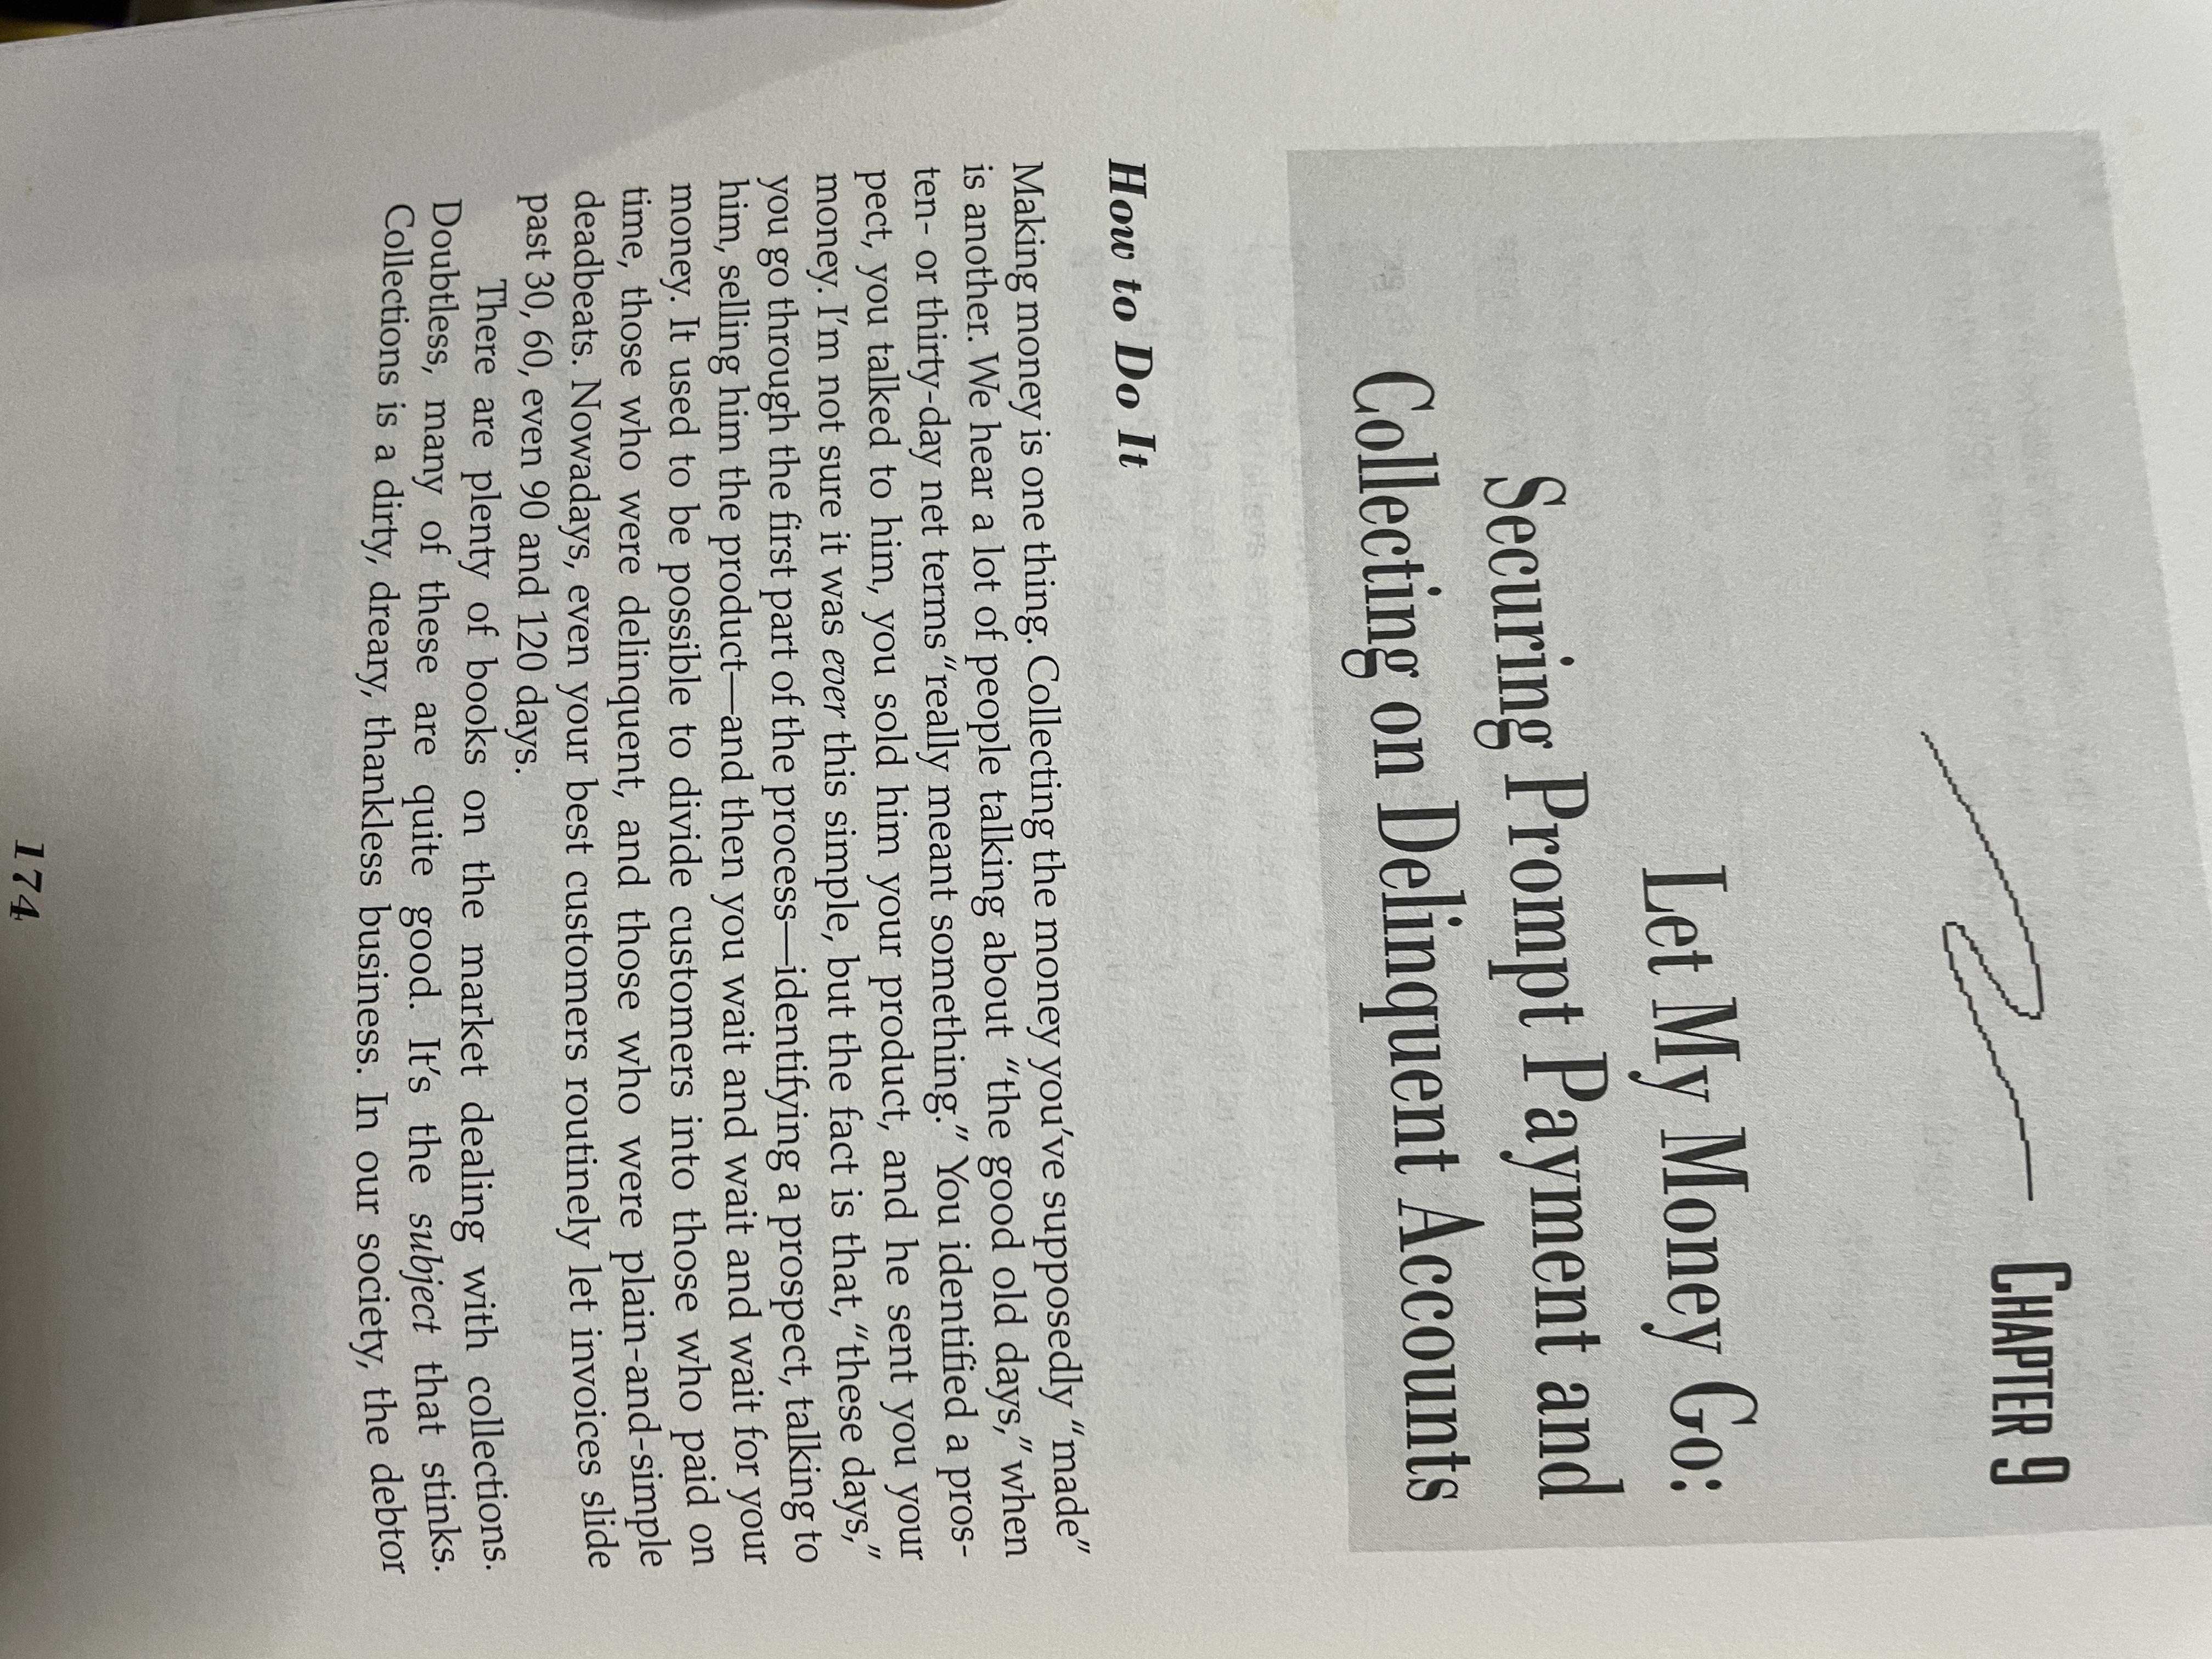 CHAPTER 9
Let My Money Go:
Securing Prompt Payment and
Collecting on Delinquent Accounts
How to Do It
Making money is one thing. Collecting the money you've supposedly “made”
is another. We hear a lot of people talking about “the good old days,” when
ten- or thirty-day net terms “really meant something.” You identified a pros-
pect, you talked to him, you sold him your product, and he sent you your
money. I'm not sure it was ever this simple, but the fact is that, “these days,”
you go through the first part of the process—identifying a prospect, talking to
him, selling him the product—and then you wait and wait and wait for your
money. It used to be possible to divide customers into those who paid on
time, those who were delinquent, and those who were plain-and-simple
deadbeats. Nowadays, even your best customers routinely let invoices slide
past 30, 60, even 90 and 120 days.
There are plenty of books on the market dealing with collections.
Doubtless, many of these are quite good. It's the subject that stinks.
Collections is a dirty, dreary, thankless business. In our society, the debtor
174